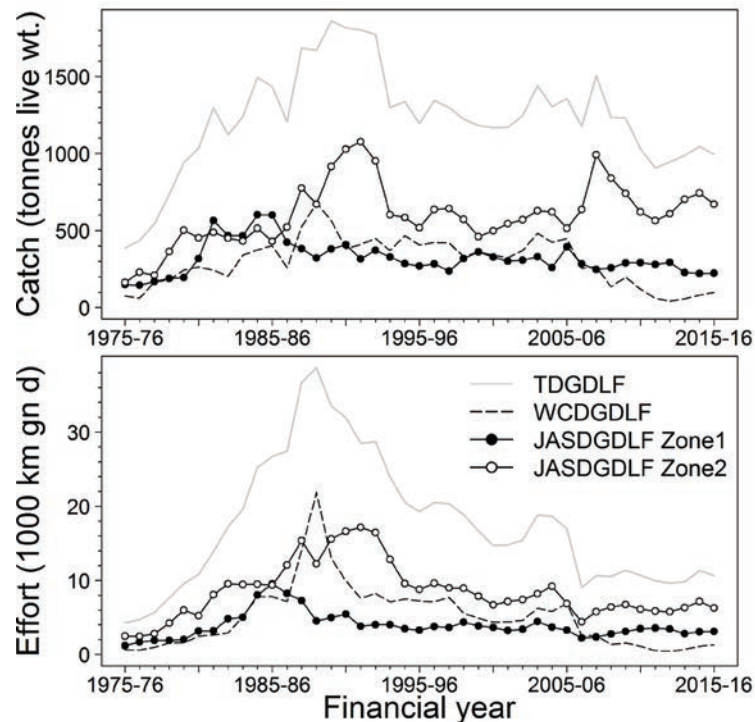 Catch (tonnes live wt.)
1500
1000
500
0
1975-76 1985-86 1995-96 2005-06 2015-16
Effort (1000 km gn d)
30
20
10
0
TDGDLF
WCDGDLF
JASDGDLF Zone1
JASDGDLF Zone2
1975-76 1985-86 1995-96 2005-06 2015-16
Financial year